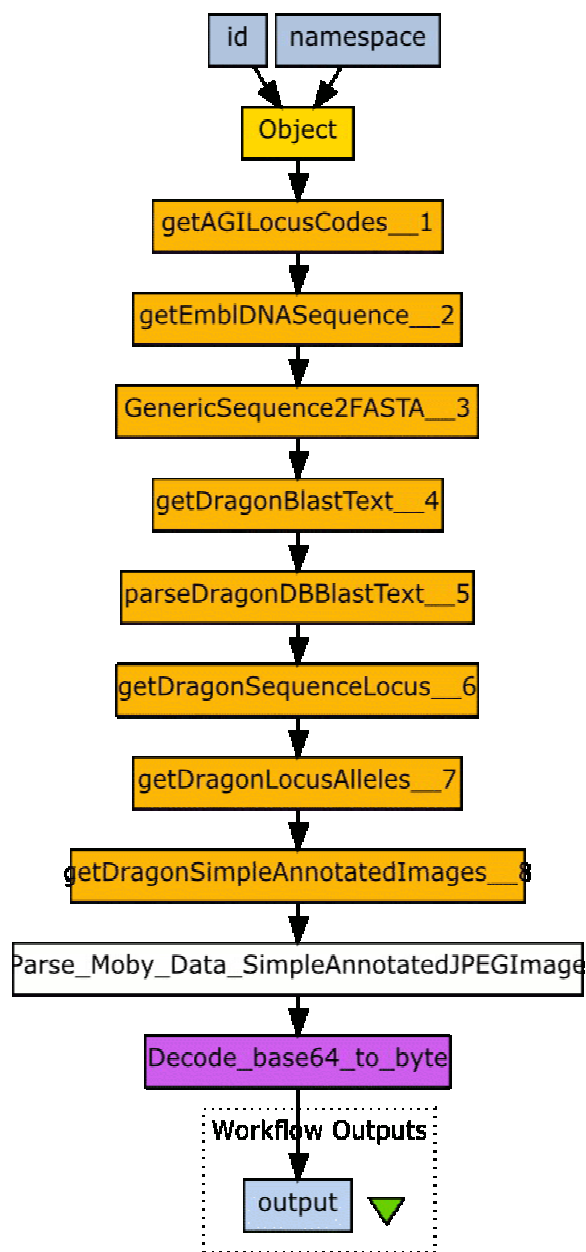 id namespace
Object
getAGILocusCodes__1
getEmblDNASequence__2
GenericSequence2FASTA__3
getDragonBlastText__4
parseDragonDBBlastText__5
getDragonSequenceLocus__6
getDragonLocusAlleles__7
getDragonSimpleAnnotatedImages__8
Parse_Moby_Data_SimpleAnnotatedJPEGImage
Decode_base64_to_byte
Workflow Outputs
output